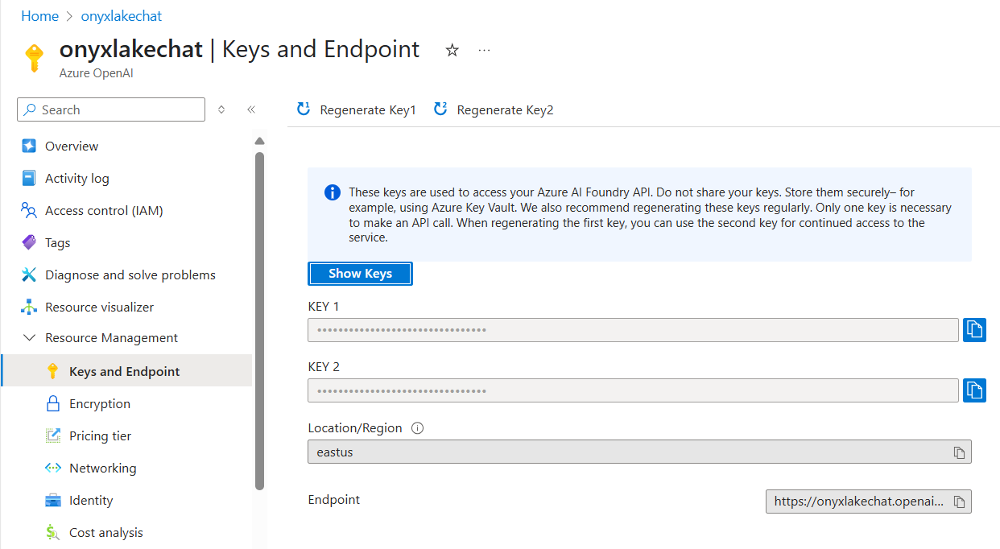 Home > onyxlakechat
onyxlakechat | Keys and Endpoint
Azure OpenAI
Search
Overview
Activity log
Access control (IAM)
Tags
Diagnose and solve problems
Resource visualizer
Resource Management
Keys and Endpoint
Encryption
Pricing tier
Networking
Identity
Cost analysis
Regenerate Key1
Regenerate Key2
These keys are used to access your Azure AI Foundry API. Do not share your keys. Store them securely– for
example, using Azure Key Vault. We also recommend regenerating these keys regularly. Only one key is necessary
to make an API call. When regenerating the first key, you can use the second key for continued access to the
service.
Show Keys
KEY 1
••••••••••••••••••••••••••••••••
KEY 2
••••••••••••••••••••••••••••••••
Location/Region
eastus
Endpoint
https://onyxlakechat.openai...